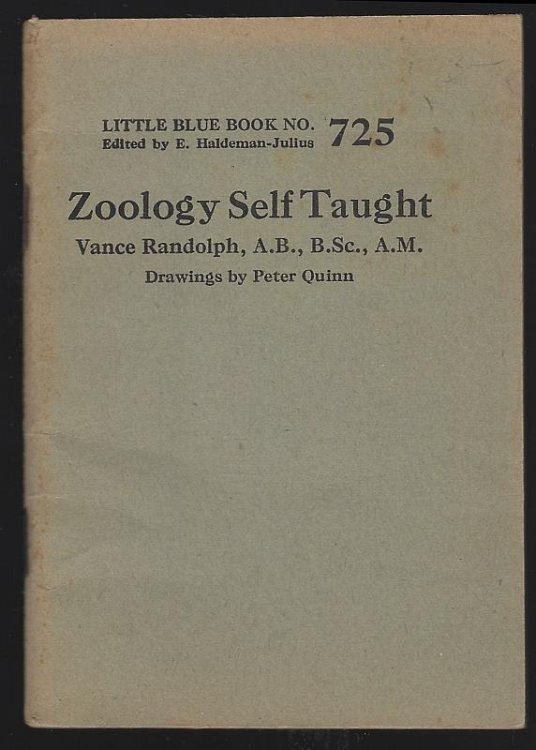 LITTLE BLUE BOOK NO. 725
Edited by E. Haldeman-Julius
Zoology Self Taught
Vance Randolph, A.B., B.Sc., A.M.
Drawings by Peter Quinn